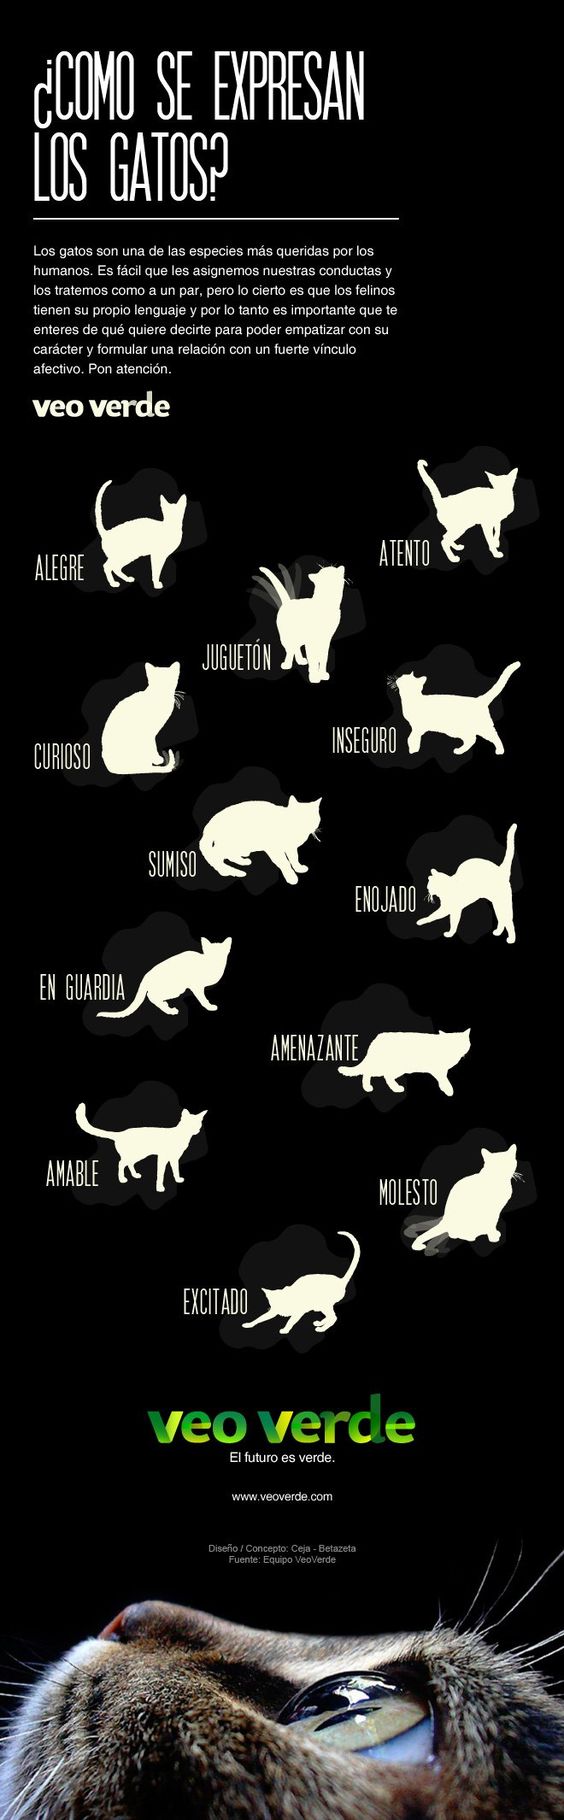 ¿COMO SE EXPRESAN
LOS GATOS?
Los gatos son una de las especies más queridas por los
humanos. Es fácil que les asignemos nuestras conductas y
los tratemos como a un par, pero lo cierto es que los felinos
tienen su propio lenguaje y por lo tanto es importante que te
enteres de qué quiere decirte para poder empatizar con su
carácter y formular una relación con un fuerte vínculo
afectivo. Pon atención.
veo verde
ATENTO
ALEGRE
JUGUETÓN
INSEGURO
CURIOSO
SUMISO
ENOJADO
EN GUARDIA
AMENAZANTE
AMABLE
MOLESTO
EXCITADO
veo verde
El futuro es verde.
www.veoverde.com
Diseño / Concepto: Ceja - Betazeta
Fuente: Equipo VeoVerde